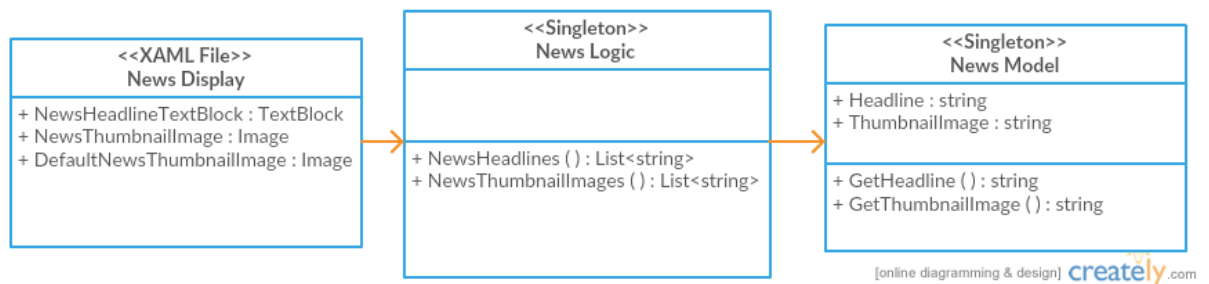 <<XAML File>>
News Display
+ NewsHeadlineTextBlock : TextBlock
+ NewsThumbnailImage : Image
+ DefaultNewsThumbnailImage : Image
<<Singleton>>
News Logic
+ NewsHeadlines ( ) : List<string>
+ NewsThumbnailImages ( ) : List<string>
<<Singleton>>
News Model
+ Headline : string
+ ThumbnailImage : string
+ GetHeadline ( ) : string
+ GetThumbnailImage ( ) : string
[online diagramming & design] creately.com